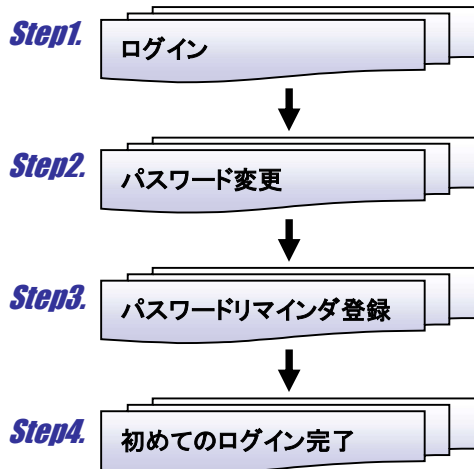 Step1.
ログイン
Step2.
パスワード変更
Step3.
パスワードリマインダ登録
Step4.
初めてのログイン完了